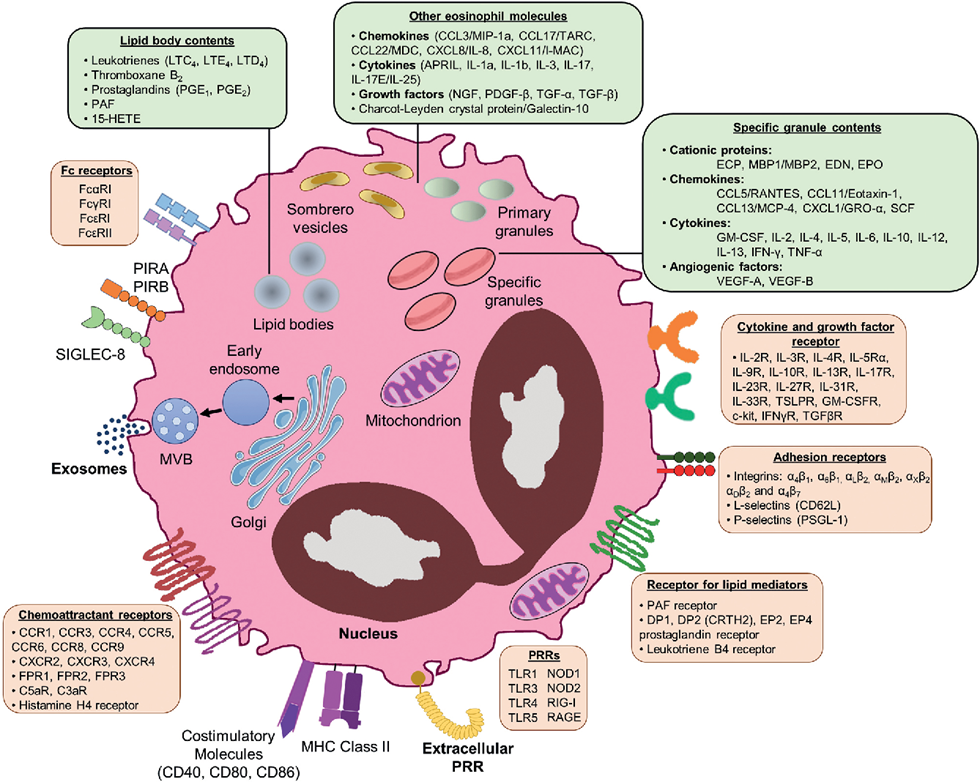 Lipid body contents
• Leukotrienes (LTC4, LTE4, LTD4)
• Thromboxane B2
• Prostaglandins (PGE1, PGE2)
• PAF
• 15-HETE
Other eosinophil molecules
• Chemokines (CCL3/MIP-1a, CCL17/TARC,
CCL22/MDC, CXCL8/IL-8, CXCL11/I-MAC)
• Cytokines (APRIL, IL-1a, IL-1b, IL-3, IL-17,
IL-17E/IL-25)
• Growth factors (NGF, PDGF-β, TGF-α, TGF-β)
• Charcot-Leyden crystal protein/Galectin-10
Specific granule contents
• Cationic proteins:
ECP, MBP1/MBP2, EDN, EPO
• Chemokines:
CCL5/RANTES, CCL11/Eotaxin-1,
CCL13/MCP-4, CXCL1/GRO-α, SCF
• Cytokines:
GM-CSF, IL-2, IL-4, IL-5, IL-6, IL-10, IL-12,
IL-13, IFN-γ, TNF-α
• Angiogenic factors:
VEGF-A, VEGF-B
Fc receptors
FcαRI
FcγRI
FcεRI
FcεRII
Sombrero
vesicles
Primary
granules
PIRA
PIRB
Specific
granules
Lipid bodies
SIGLEC-8
Early
endosome
Mitochondrion
MVB
Exosomes
Golgi
Nucleus
Cytokine and growth factor
receptor
• IL-2R, IL-3R, IL-4R, IL-5Rα,
IL-9R, IL-10R, IL-13R, IL-17R,
IL-23R, IL-27R, IL-31R,
IL-33R, TSLPR, GM-CSFR,
c-kit, IFNγR, TGFβR
Adhesion receptors
• Integrins: α4β1, α6β1, αLβ2, αMβ2, αXβ2
αDβ2 and α4β7
• L-selectins (CD62L)
• P-selectins (PSGL-1)
Receptor for lipid mediators
• PAF receptor
• DP1, DP2 (CRTH2), EP2, EP4
prostaglandin receptor
• Leukotriene B4 receptor
Chemoattractant receptors
• CCR1, CCR3, CCR4, CCR5,
CCR6, CCR8, CCR9
• CXCR2, CXCR3, CXCR4
• FPR1, FPR2, FPR3
• C5aR, C3aR
• Histamine H4 receptor
PRRs
TLR1 NOD1
TLR3 NOD2
TLR4 RIG-I
TLR5 RAGE
Costimulatory
Molecules
(CD40, CD80, CD86)
MHC Class II
Extracellular
PRR